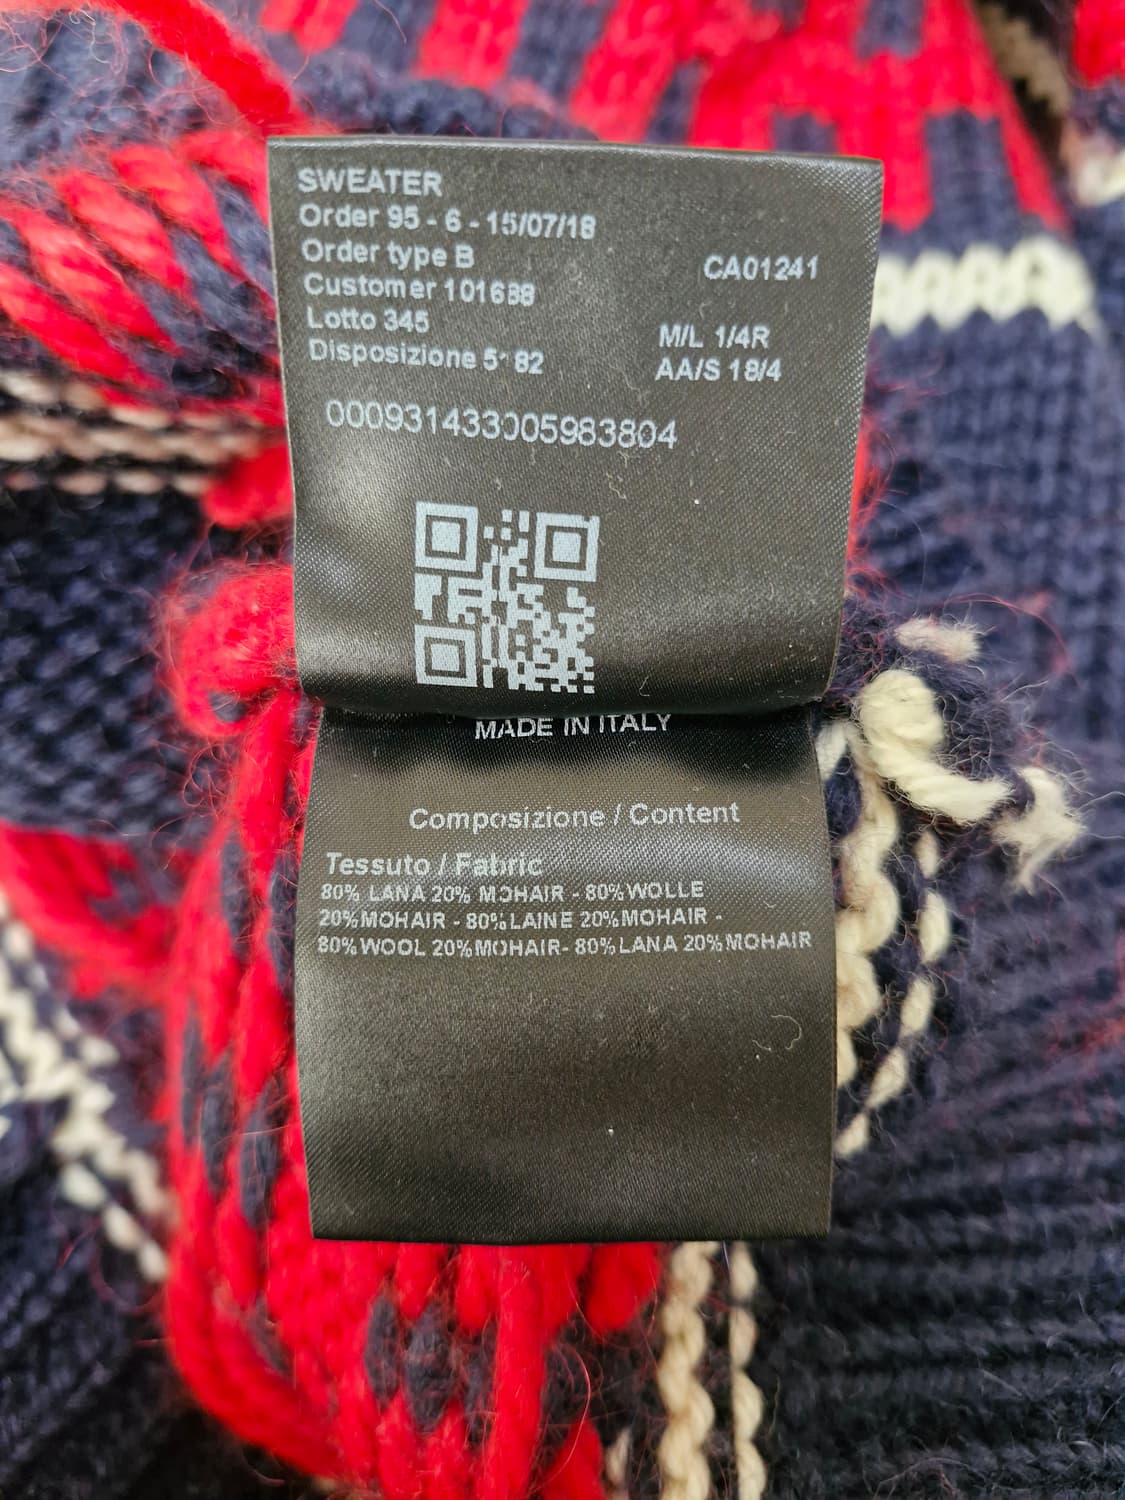 SWEATER
Order 95 - 6 - 15/07/18
Order type B
CA01241
Customer
Lotto 345
M/L 1/4R
Disposizione
AA/S 18/4
000931433005983804
MADE IN ITALY
Composizione / Content
Tessuto / Fabric
80% LANA 20% MOHAIR - 80% WOLLE
20% MOHAIR - 80% LAINE 20% MOHAIR -
80% WOOL 20% MOHAIR - 80% LANA 20% MOHAIR